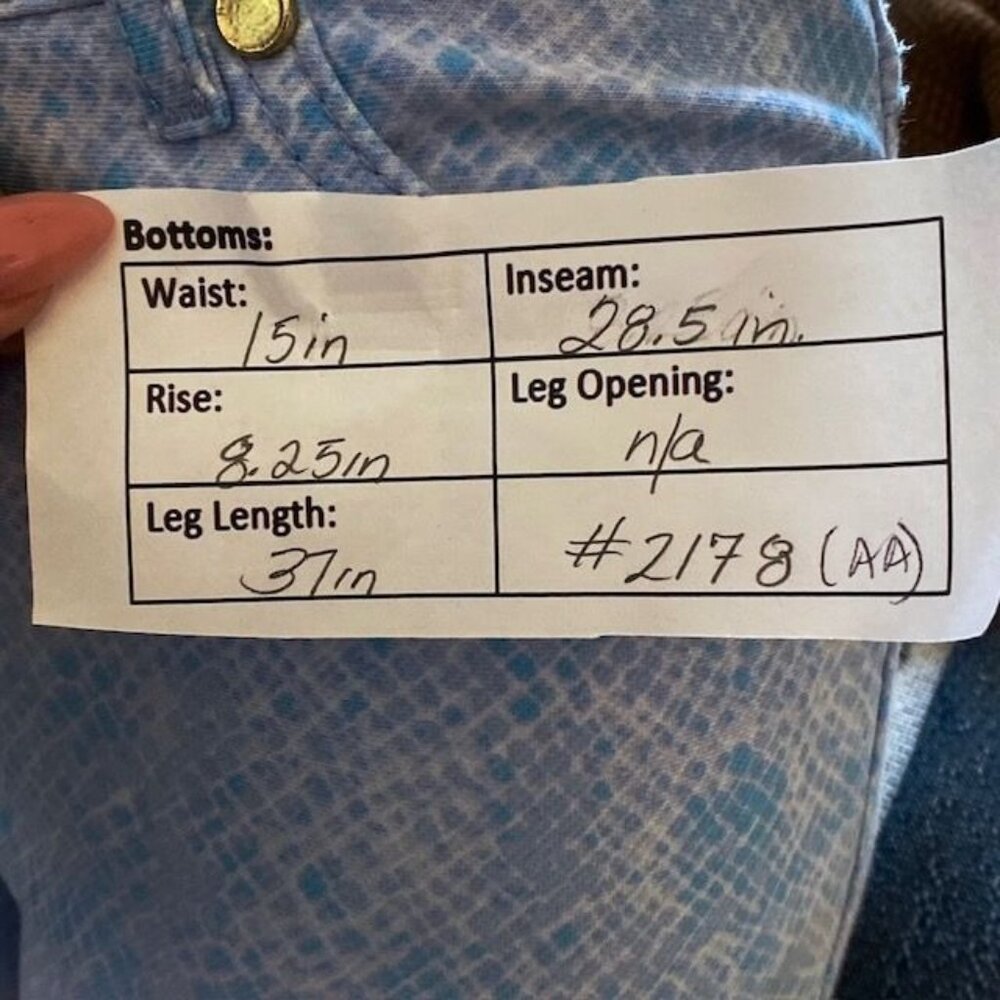 Bottoms:
Waist:
15in
Inseam:
28.5 in.
Rise:
8.25in
Leg Opening:
n/a
Leg Length:
37in
#2178 (AA)